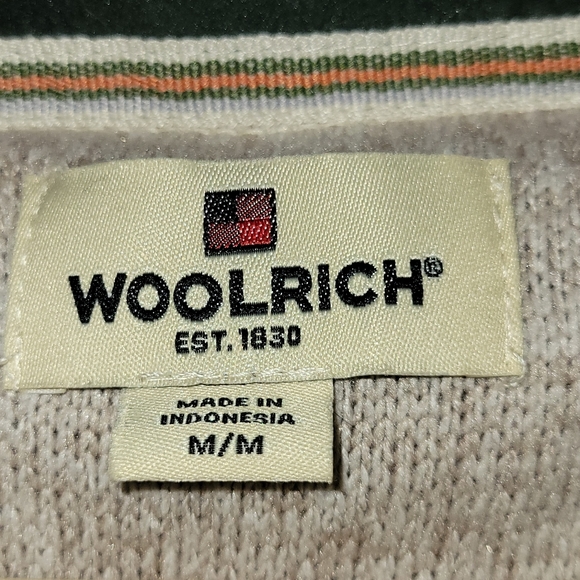 WOOLRICH®
EST. 1830
MADE IN
INDONESIA
M/M